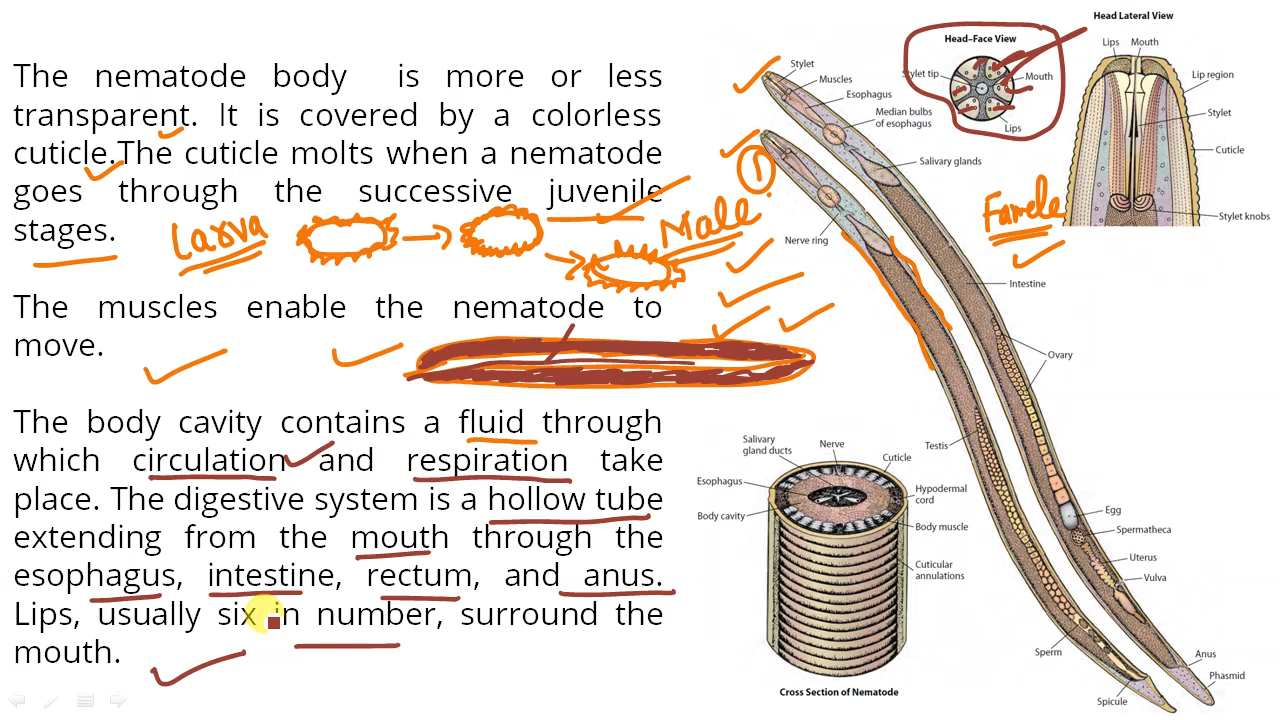 The nematode body is more or less
transparent. It is covered by a colorless
cuticle.The cuticle molts when a nematode
goes through the successive juvenile
stages.
Larva
Male
①
Famele
The muscles enable the nematode to
move.
The body cavity contains a fluid through
which circulation and respiration take
place. The digestive system is a hollow tube
extending from the mouth through the
esophagus, intestine, rectum, and anus.
Lips, usually six in number, surround the
mouth.
Stylet
Muscles
Esophagus
Median bulbs
of esophagus
Salivary glands
Nerve ring
Intestine
Ovary
Testis
Egg
Spermatheca
Uterus
Vulva
Sperm
Anus
Phasmid
Spicule
Head–Face View
Stylet tip
Mouth
Lips
Head Lateral View
Lips
Mouth
Lip region
Stylet
Cuticle
Stylet knobs
Salivary
gland ducts
Nerve
Cuticle
Esophagus
Hypodermal
cord
Body cavity
Body muscle
Cuticular
annulations
Cross Section of Nematode